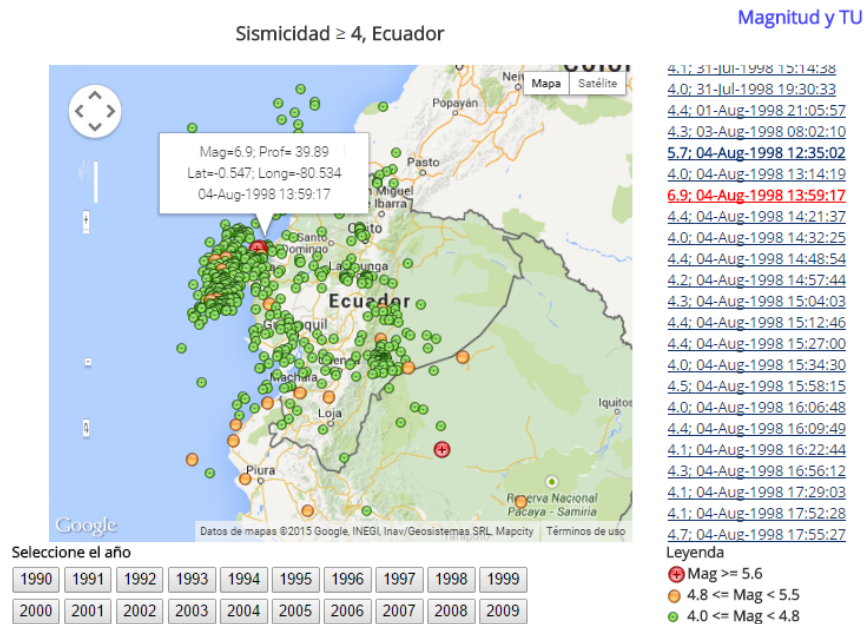 Magnitud y TU
Sismicidad ≥ 4, Ecuador
Mapa
Satélite
Popayán
Pasto
Mag=6.9; Prof= 39.89
Lat=-0.547; Long=-80.534
04-Aug-1998 13:59:17
n Miguel
e Ibarra
Quito
Santo
Domingo
Ecuador
Machala
Loja
Iquitos
Piura
Reserva Nacional
Pacaya - Samiria
Google
Datos de mapas ©2015 Google, INEGI, Inav/Geosistemas SRL, Mapcity
Términos de uso
4.1; 31-Jul-1998 15:14:38
4.0; 31-Jul-1998 19:30:33
4.4; 01-Aug-1998 21:05:57
4.3; 03-Aug-1998 08:02:10
5.7; 04-Aug-1998 12:35:02
4.0; 04-Aug-1998 13:14:19
6.9; 04-Aug-1998 13:59:17
4.4; 04-Aug-1998 14:21:37
4.0; 04-Aug-1998 14:32:25
4.4; 04-Aug-1998 14:48:54
4.2; 04-Aug-1998 14:57:44
4.3; 04-Aug-1998 15:04:03
4.4; 04-Aug-1998 15:12:46
4.4; 04-Aug-1998 15:27:00
4.0; 04-Aug-1998 15:34:30
4.5; 04-Aug-1998 15:58:15
4.0; 04-Aug-1998 16:06:48
4.4; 04-Aug-1998 16:09:49
4.1; 04-Aug-1998 16:22:44
4.3; 04-Aug-1998 16:56:12
4.1; 04-Aug-1998 17:29:03
4.1; 04-Aug-1998 17:52:28
4.7; 04-Aug-1998 17:55:27
Seleccione el año
1990 1991 1992 1993 1994 1995 1996 1997 1998 1999
2000 2001 2002 2003 2004 2005 2006 2007 2008 2009
Leyenda
Mag >= 5.6
4.8 <= Mag < 5.5
4.0 <= Mag < 4.8